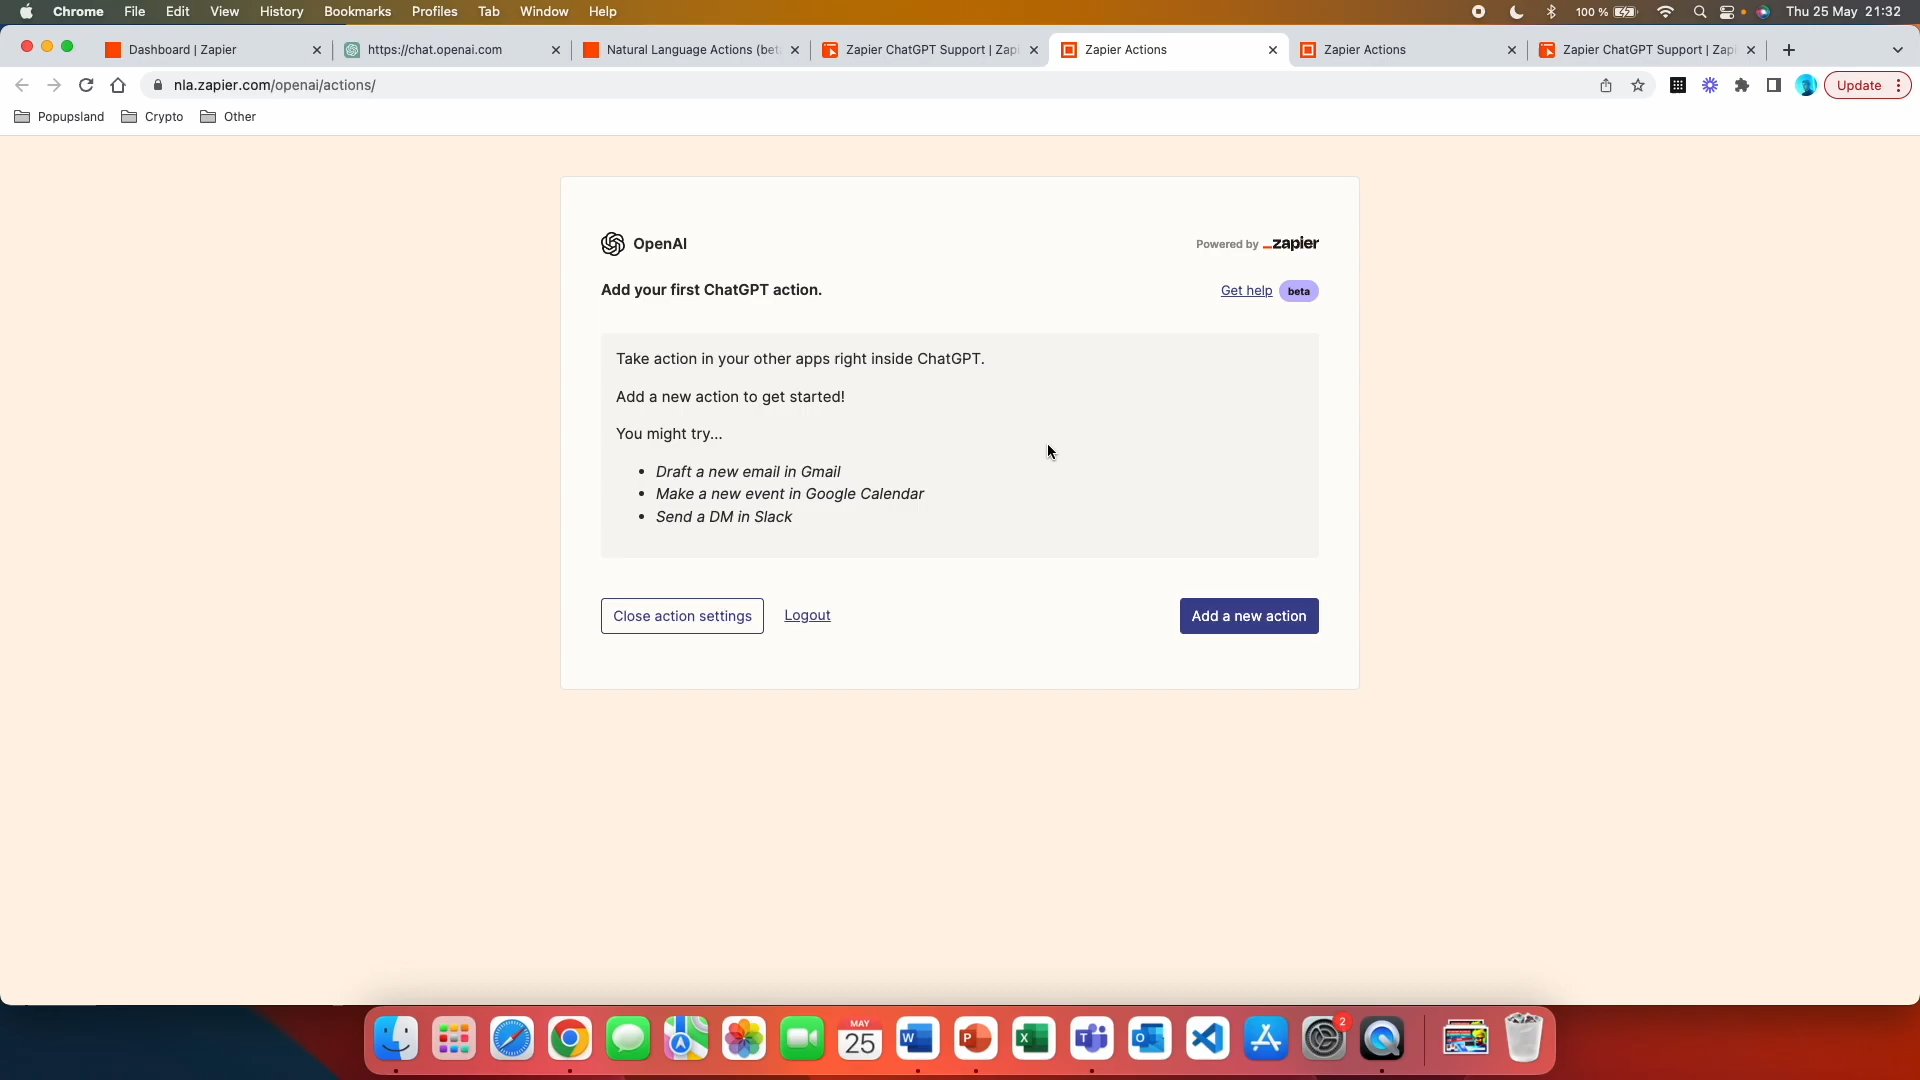 Chrome File Edit View History Bookmarks Profiles Tab Window Help 100 % Thu 25 May 21:32
Dashboard | Zapier https://chat.openai.com Natural Language Actions (bet Zapier ChatGPT Support | Zap Zapier Actions Zapier Actions Zapier ChatGPT Support | Zap
nla.zapier.com/openai/actions/ Update
Popupsland Crypto Other
OpenAI Powered by zapier
Add your first ChatGPT action. Get help beta
Take action in your other apps right inside ChatGPT.
Add a new action to get started!
You might try...
• Draft a new email in Gmail
• Make a new event in Google Calendar
• Send a DM in Slack
Close action settings Logout Add a new action
MAY 2
25 W P X T O